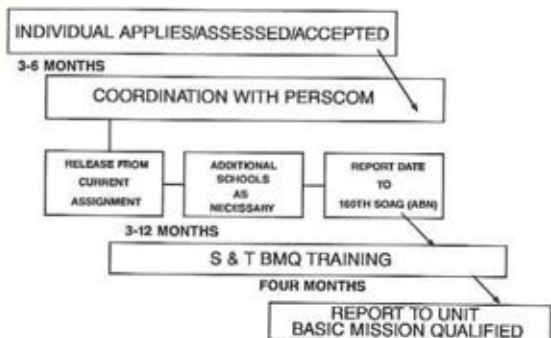 INDIVIDUAL APPLIES/ASSESSED/ACCEPTED
3-6 MONTHS
COORDINATION WITH PERSCOM
RELEASE FROM
CURRENT
ASSIGNMENT
ADDITIONAL
SCHOOLS
AS
NECESSARY
REPORT DATE
TO
160TH SOAG (ABN)
3-12 MONTHS
S & T BMQ TRAINING
FOUR MONTHS
REPORT TO UNIT
BASIC MISSION QUALIFIED